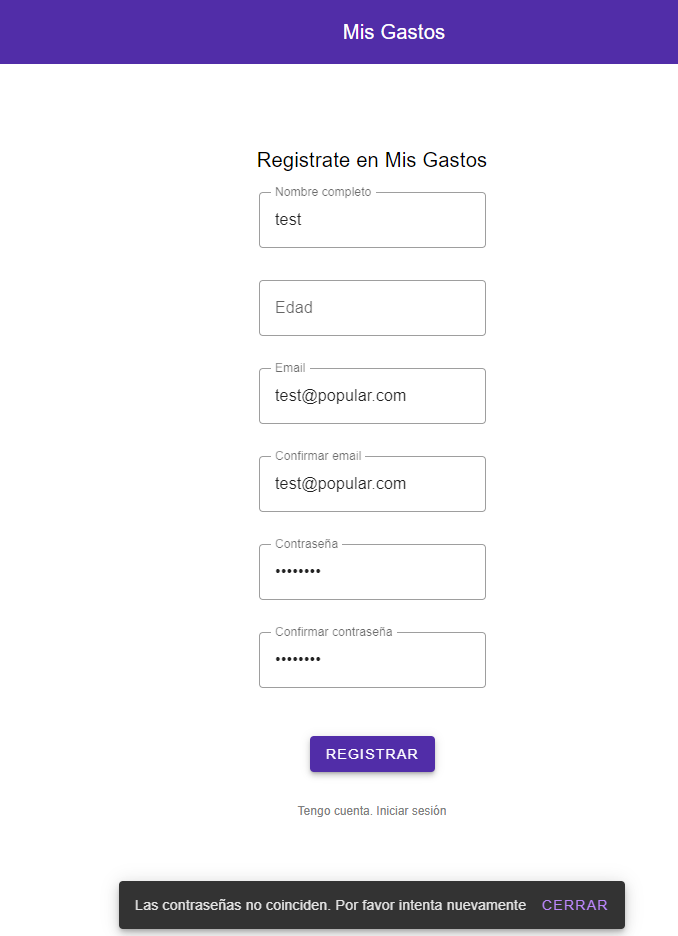 Mis Gastos
Registrate en Mis Gastos
Nombre completo
test
Edad
Email
test@popular.com
Confirmar email
test@popular.com
Contraseña
••••••••
Confirmar contraseña
••••••••
REGISTRAR
Tengo cuenta. Iniciar sesión
Las contraseñas no coinciden. Por favor intenta nuevamente CERRAR